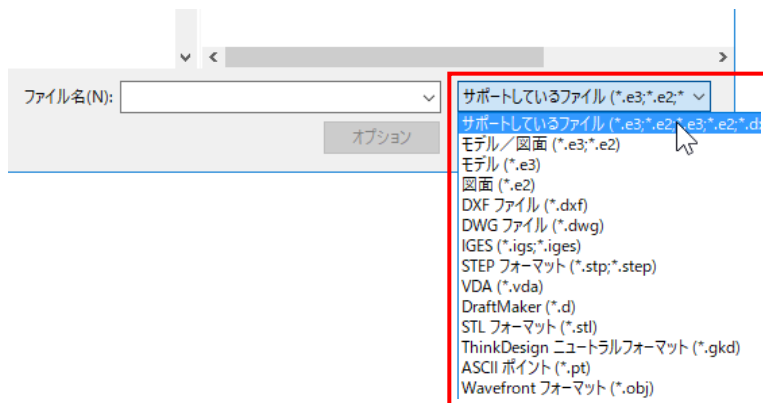 ファイル名(N):
サポートしているファイル (*.e3;*.e2;*
オプション
サポートしているファイル (*.e3;*.e2;*.e3;*.e2;*.dx
モデル／図面 (*.e3;*.e2)
モデル (*.e3)
図面 (*.e2)
DXF ファイル (*.dxf)
DWG ファイル (*.dwg)
IGES (*.igs;*.iges)
STEP フォーマット (*.stp;*.step)
VDA (*.vda)
DraftMaker (*.d)
STL フォーマット (*.stl)
ThinkDesign ニュートラルフォーマット (*.gkd)
ASCII ポイント (*.pt)
Wavefront フォーマット (*.obj)